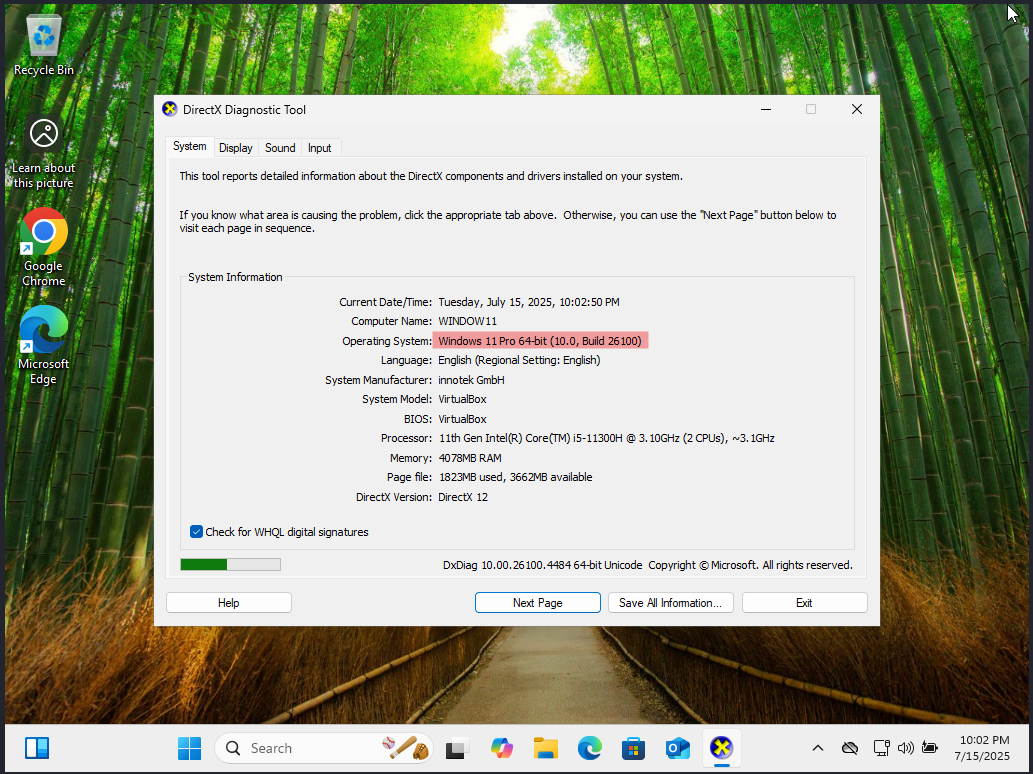 Recycle Bin
Learn about
this picture
Google
Chrome
Microsoft
Edge
DirectX Diagnostic Tool
System Display Sound Input
This tool reports detailed information about the DirectX components and drivers installed on your system.
If you know what area is causing the problem, click the appropriate tab above. Otherwise, you can use the "Next Page" button below to
visit each page in sequence.
System Information
Current Date/Time: Tuesday, July 15, 2025, 10:02:50 PM
Computer Name: WINDOW11
Operating System: Windows 11 Pro 64-bit (10.0, Build 26100)
Language: English (Regional Setting: English)
System Manufacturer: innotek GmbH
System Model: VirtualBox
BIOS: VirtualBox
Processor: 11th Gen Intel(R) Core(TM) i5-11300H @ 3.10GHz (2 CPUs), ~3.1GHz
Memory: 4078MB RAM
Page file: 1823MB used, 3662MB available
DirectX Version: DirectX 12
Check for WHQL digital signatures
DxDiag 10.00.26100.4484 64-bit Unicode Copyright © Microsoft. All rights reserved.
Help Next Page Save All Information... Exit
Search
10:02 PM
7/15/2025